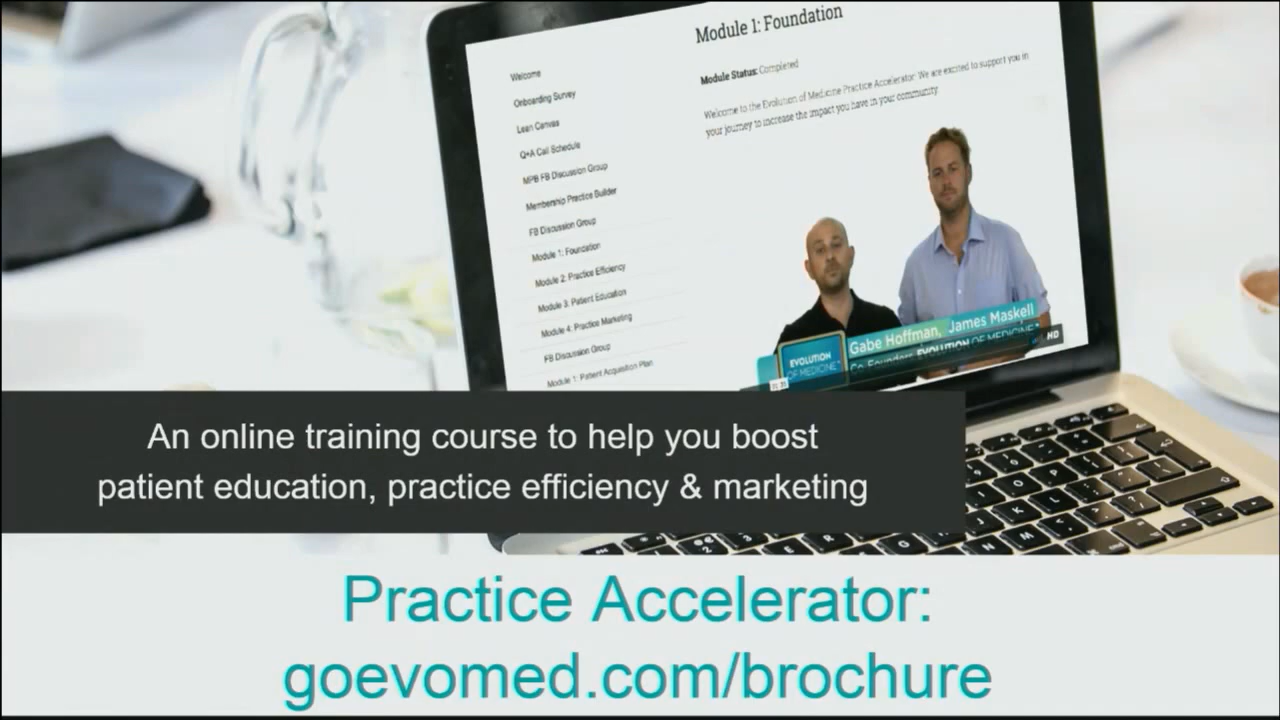 Module 1: Foundation
Module Status: Completed
Welcome to the Evolution of Medicine Practice Accelerator. We are excited to support you in
your journey to increase the impact you have in your community.
Welcome
Onboarding Survey
Lean Canvas
Q+A Call Schedule
MPB FB Discussion Group
Membership Practice Builder
FB Discussion Group
Module 1: Foundation
Module 2: Practice Efficiency
Module 3: Patient Education
Module 4: Practice Marketing
FB Discussion Group
Module 1: Patient Acquisition Plan
Gabe Hoffman, James Maskell
Co-Founders EVOLUTION OF MEDICINE
EVOLUTION
OF MEDICINE
HD
An online training course to help you boost
patient education, practice efficiency & marketing
Practice Accelerator:
goevomed.com/brochure